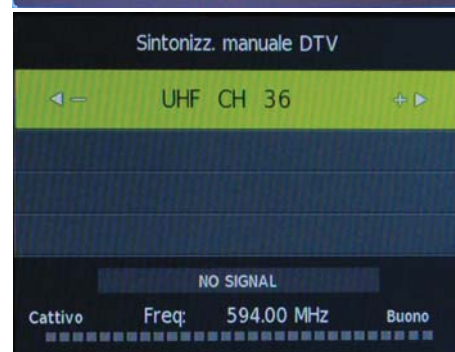 Sintonizz. manuale DTV
UHF CH 36
NO SIGNAL
Cattivo Freq: 594.00 MHz Buono